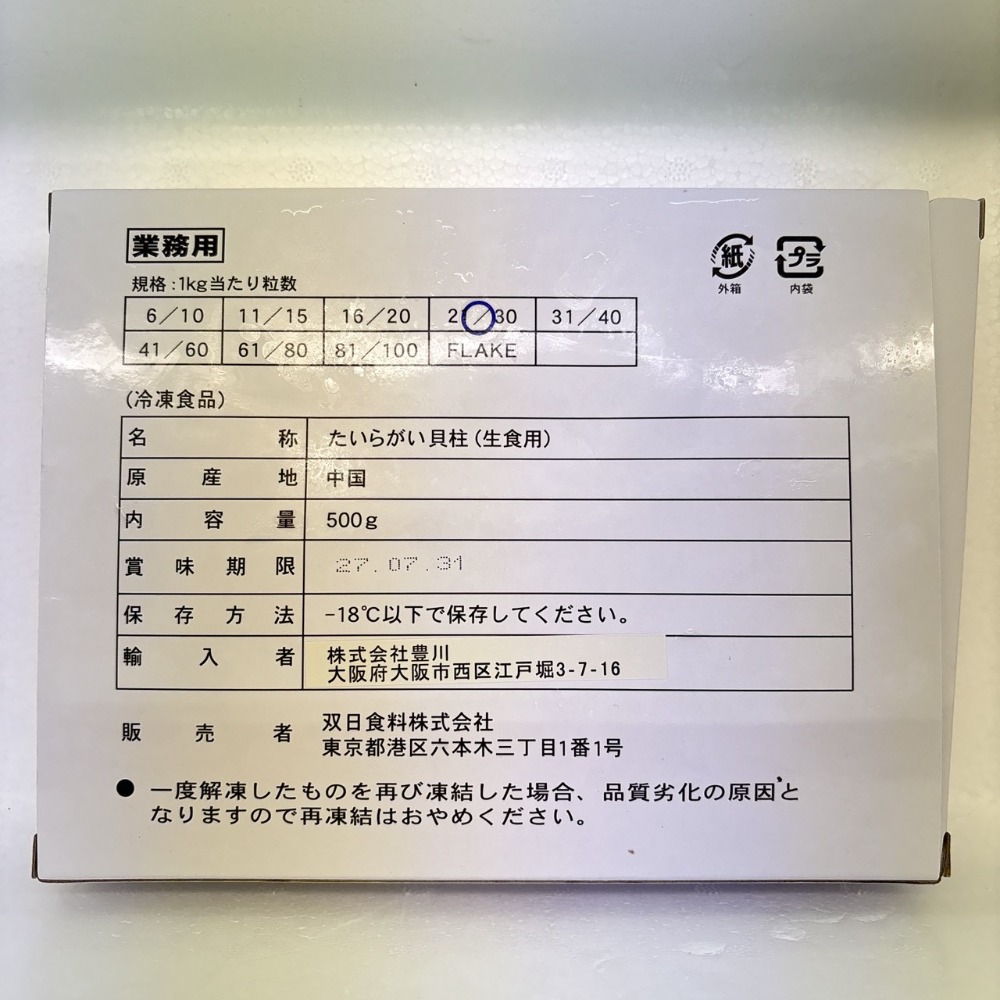 業務用
紙
プラ
外箱
内袋
規格:1kg当たり粒数
6／10 11／15 16／20 21／30 31／40
41／60 61／80 81／100 FLAKE
(冷凍食品)
名称 たいらがい貝柱(生食用)
原産地 中国
内容量 500g
賞味期限 27.07.31
保存方法 -18℃以下で保存してください。
輸入者 株式会社豊川
大阪府大阪市西区江戸堀3-7-16
販売者 双日食料株式会社
東京都港区六本木三丁目1番1号
● 一度解凍したものを再び凍結した場合、品質劣化の原因と
なりますので再凍結はおやめください。